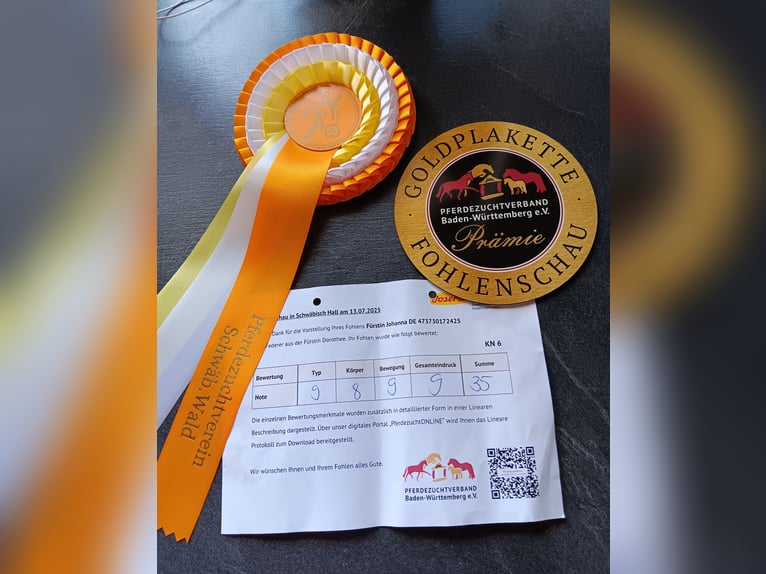 GOLDPLAKETTE
PFERDEZUCHTVERBAND
Baden-Württemberg e.V.
Prämie
FOHLENSCHAU
Pferdezuchtverein
Schwäb. Wald
in Schwäbisch Hall am 13.07.2025
Dank für die Vorstellung Ihres Fohlens Fürstin Johanna DE 473730172425
aus der Fürstin Dorothee. Ihr Fohlen wurde wie folgt bewertet:
KN 6
Bewertung Typ Körper Bewegung Gesamteindruck Summe
Note 9 8 9 9 35
Die einzelnen Bewertungsmerkmale wurden zusätzlich in detaillierter Form in einer Linearen
Beschreibung dargestellt. Über unser digitales Portal „PferdezuchtONLINE" wird Ihnen das Lineare
Protokoll zum Download bereitgestellt.
Wir wünschen Ihnen und Ihrem Fohlen alles Gute.
PFERDEZUCHTVERBAND
Baden-Württemberg e.V.